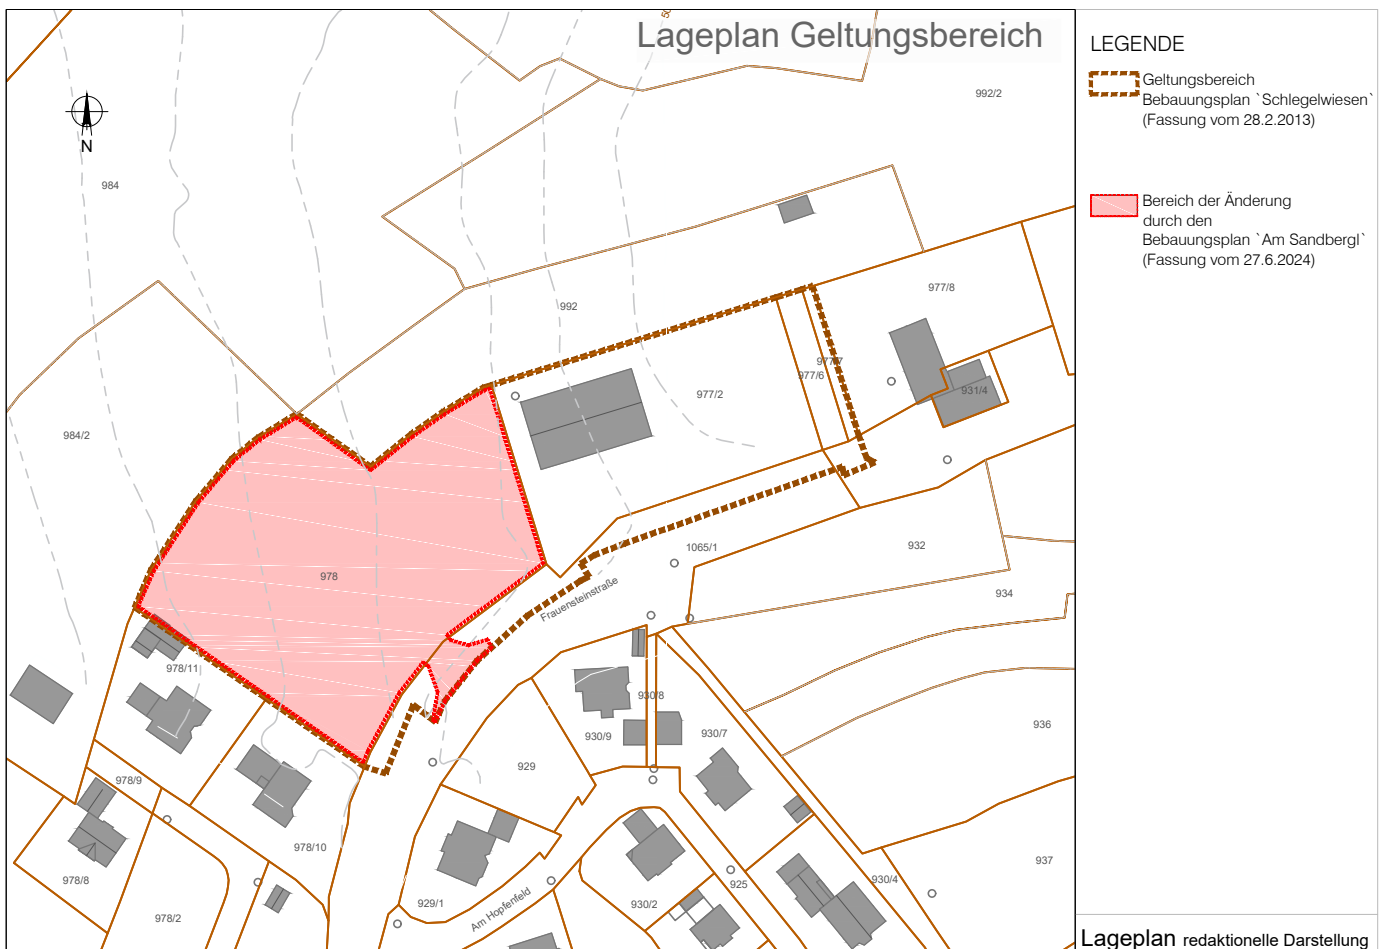 Lageplan Geltungsbereich
LEGENDE
Geltungsbereich
Bebauungsplan `Schlegelwiesen`
(Fassung vom 28.2.2013)
Bereich der Änderung
durch den
Bebauungsplan `Am Sandbergl`
(Fassung vom 27.6.2024)
N
992/2
984
977/8
992
977/7
977/6
931/4
977/2
984/2
1065/1
932
978
Frauensteinstraße
934
978/11
930/8
936
930/9
930/7
929
978/9
978/10
937
978/8
930/4
925
929/1
Am Hopfenfeld
930/2
978/2
Lageplan redaktionelle Darstellung